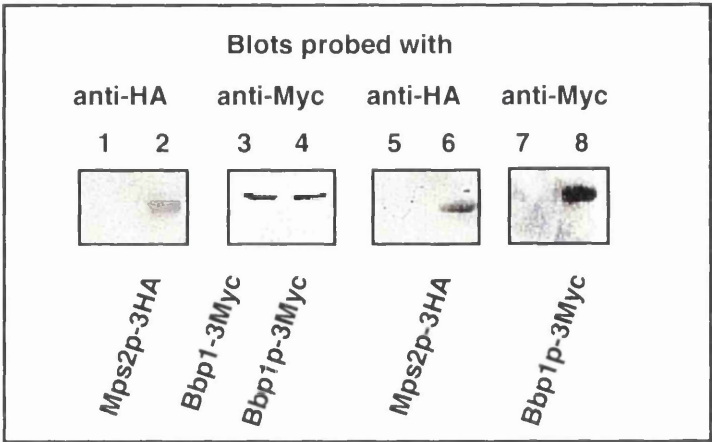 Blots probed with
anti-HA anti-Myc anti-HA anti-Myc
1 2 3 4 5 6 7 8
Mps2p-3HA
Bbp1-3Myc
Bbp1p-3Myc
Mps2p-3HA
Bbp1p-3Myc